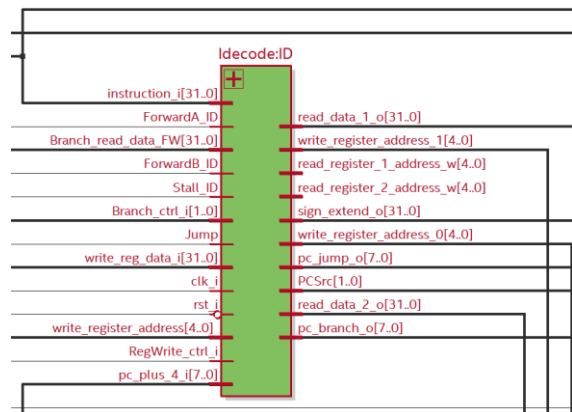 Idecode:ID
instruction_i[31..0]
ForwardA_ID
Branch_read_data_FW[31..0]
ForwardB_ID
Stall_ID
Branch_ctrl_i[1..0]
Jump
write_reg_data_i[31..0]
clk_i
rst_i
write_register_address[4..0]
RegWrite_ctrl_i
pc_plus_4_i[7..0]
read_data_1_o[31..0]
write_register_address_1[4..0]
read_register_1_address_w[4..0]
read_register_2_address_w[4..0]
sign_extend_o[31..0]
write_register_address_0[4..0]
pc_jump_o[7..0]
PCSrc[1..0]
read_data_2_o[31..0]
pc_branch_o[7..0]